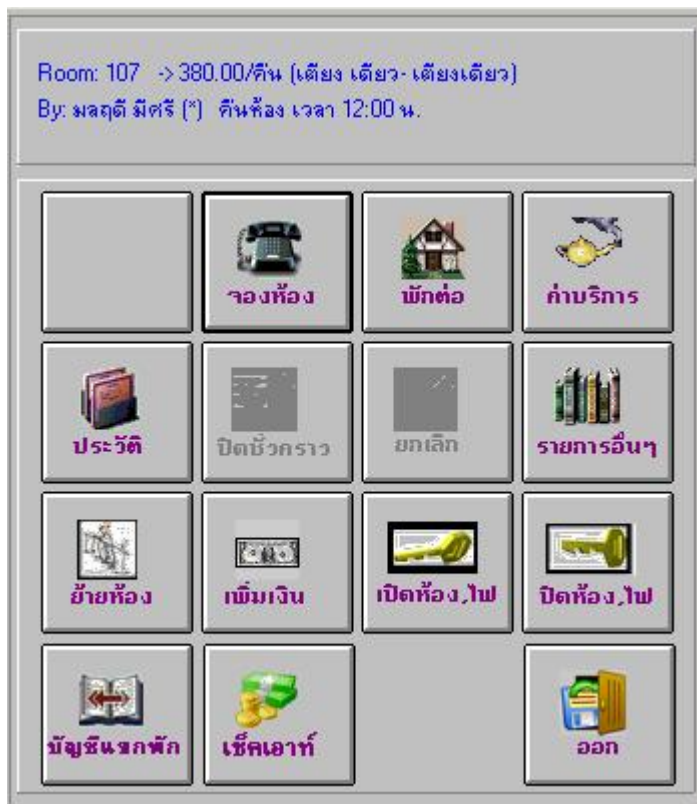 Room: 107 -> 380.00/คืน (เตียง เดียว- เตียงเดียว)
By: มลฤดี มีศรี (*) คืนห้อง เวลา 12:00 น.
จองห้อง
พักต่อ
ค่าบริการ
ประวัติ
ปิดชั่วคราว
ยกเลิก
รายการอื่นๆ
ย้ายห้อง
เพิ่มเงิน
เปิดห้อง,ไฟ
ปิดห้อง,ไฟ
บัญชีแขกพัก
เช็คเอาท์
ออก